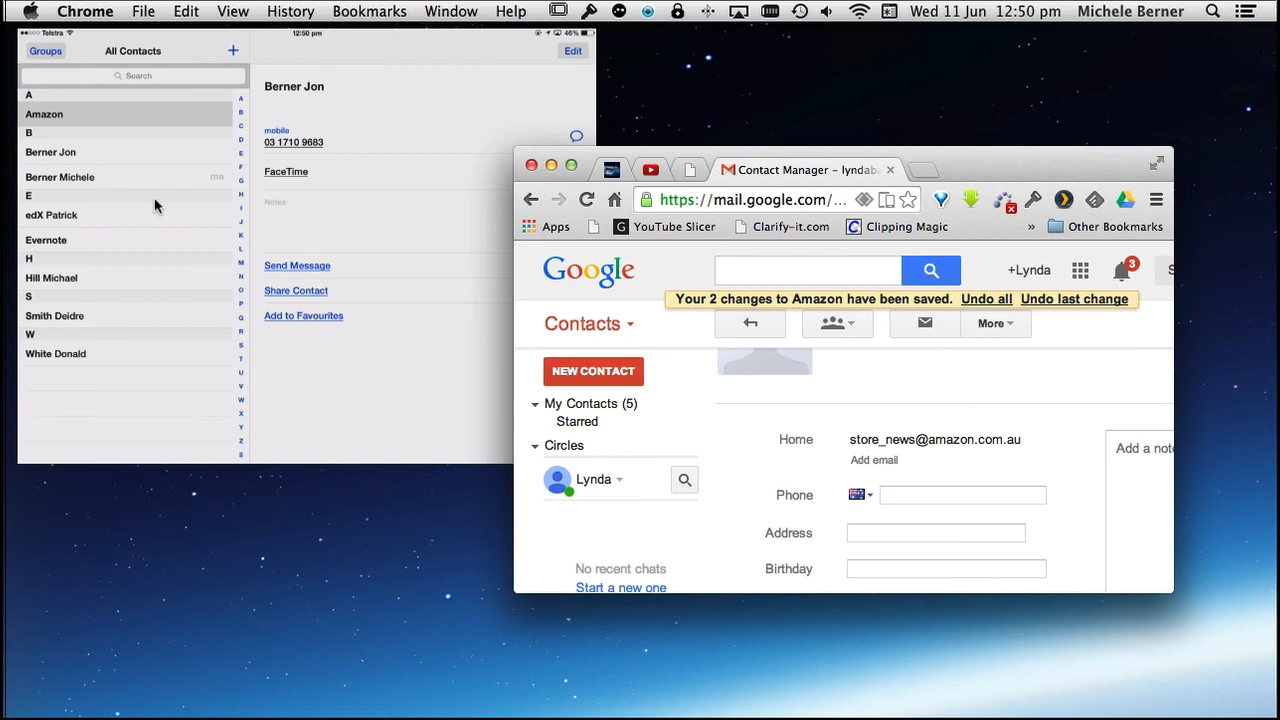 Chrome File Edit View History Bookmarks Window Help Wed 11 Jun 12:50 pm Michele Berner
Telstra 12:50 pm 46%
Groups All Contacts + Edit
Search
A
Amazon
B
Berner Jon
Berner Michele me
E
edX Patrick
Evernote
H
Hill Michael
S
Smith Deidre
W
White Donald
A
B
C
D
E
F
G
H
I
J
K
L
M
N
O
P
Q
R
S
T
U
V
W
X
Y
Z
Berner Jon
mobile
03 1710 9683
FaceTime
Notes
Send Message
Share Contact
Add to Favourites
Contact Manager – lyndab
https://mail.google.com/...
Apps YouTube Slicer Clarify-it.com Clipping Magic » Other Bookmarks
Google +Lynda 3
Your 2 changes to Amazon have been saved. Undo all Undo last change
Contacts More
NEW CONTACT
My Contacts (5)
Starred
Circles
Lynda
No recent chats
Start a new one
Home store_news@amazon.com.au
Add email
Phone
Address
Birthday
Add a note